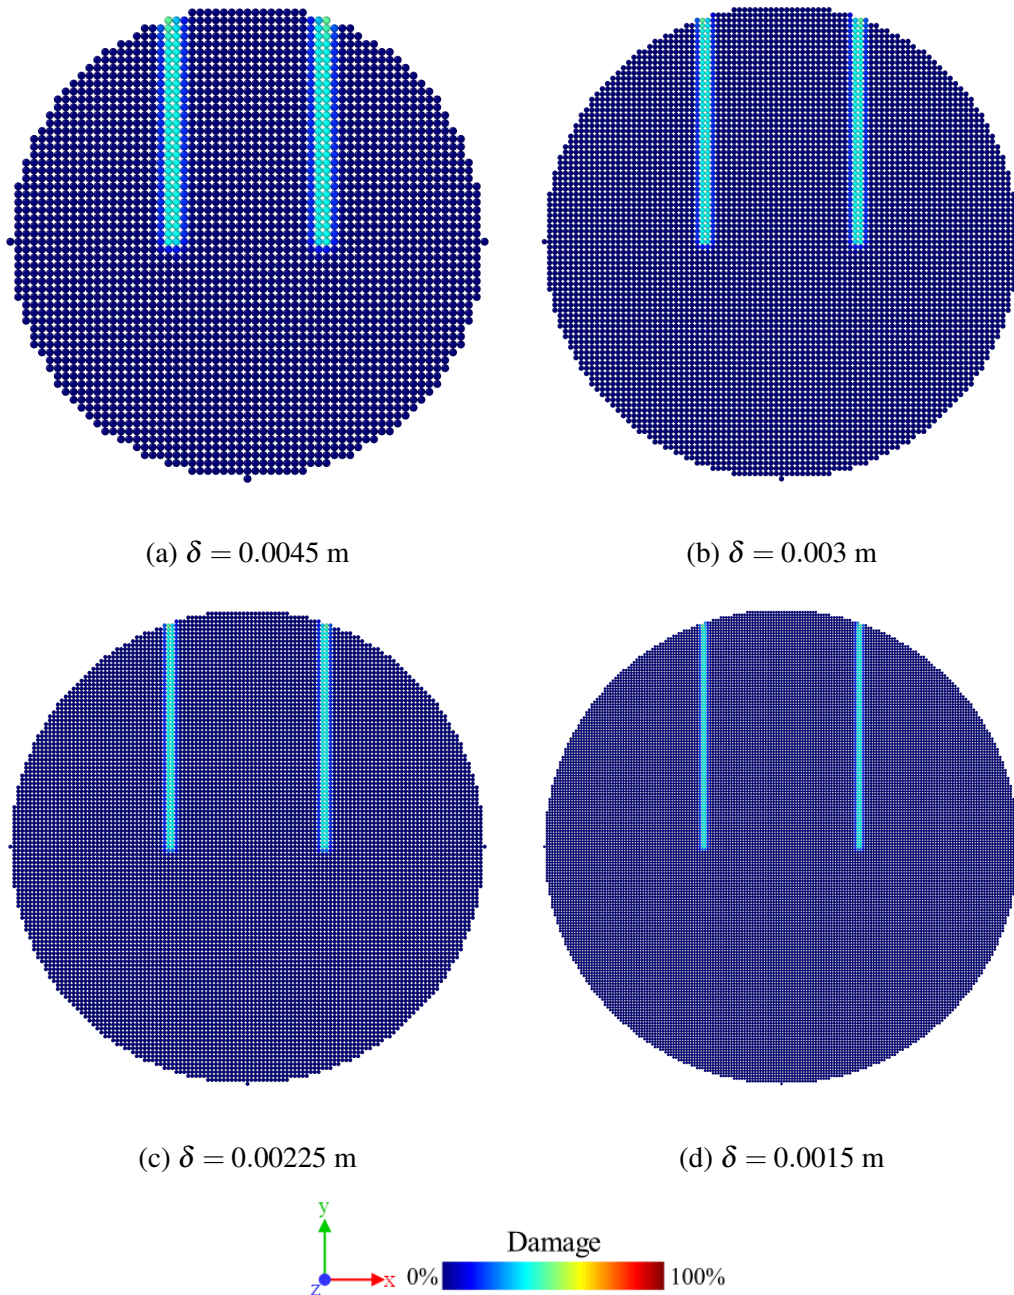 (a) δ = 0.0045 m
(b) δ = 0.003 m
(c) δ = 0.00225 m
(d) δ = 0.0015 m
y
Damage
z
x
0%
100%